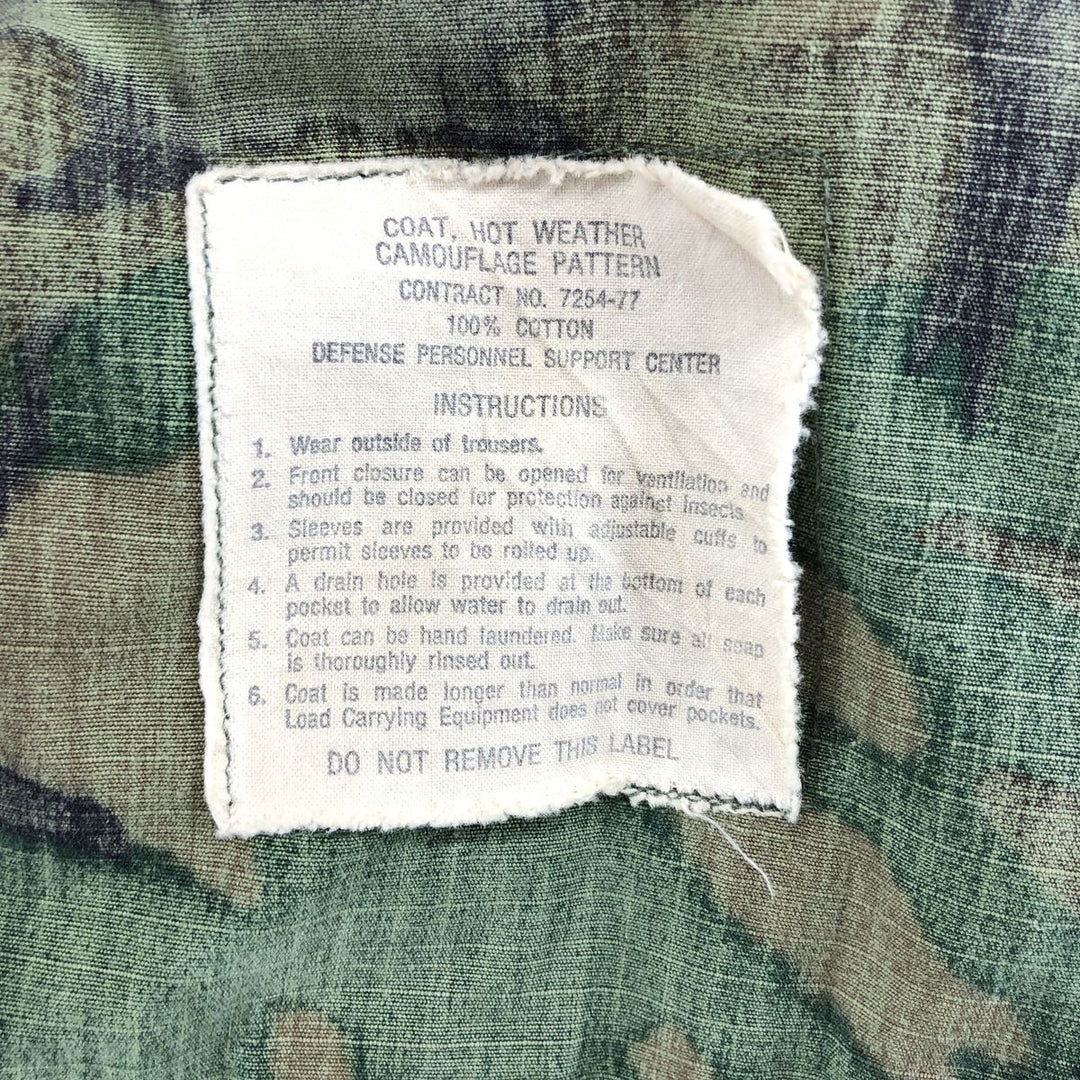 COAT, HOT WEATHER
CAMOUFLAGE PATTERN
CONTRACT NO. 7254-77
100% COTTON
DEFENSE PERSONNEL SUPPORT CENTER
INSTRUCTIONS
1. Wear outside of trousers.
2. Front closure can be opened for ventilation and
should be closed for protection against insects.
3. Sleeves are provided with adjustable cuffs to
permit sleeves to be rolled up.
4. A drain hole is provided at the bottom of each
pocket to allow water to drain out.
5. Coat can be hand laundered. Make sure all soap
is thoroughly rinsed out.
6. Coat is made longer than normal in order that
Load Carrying Equipment does not cover pockets.
DO NOT REMOVE THIS LABEL